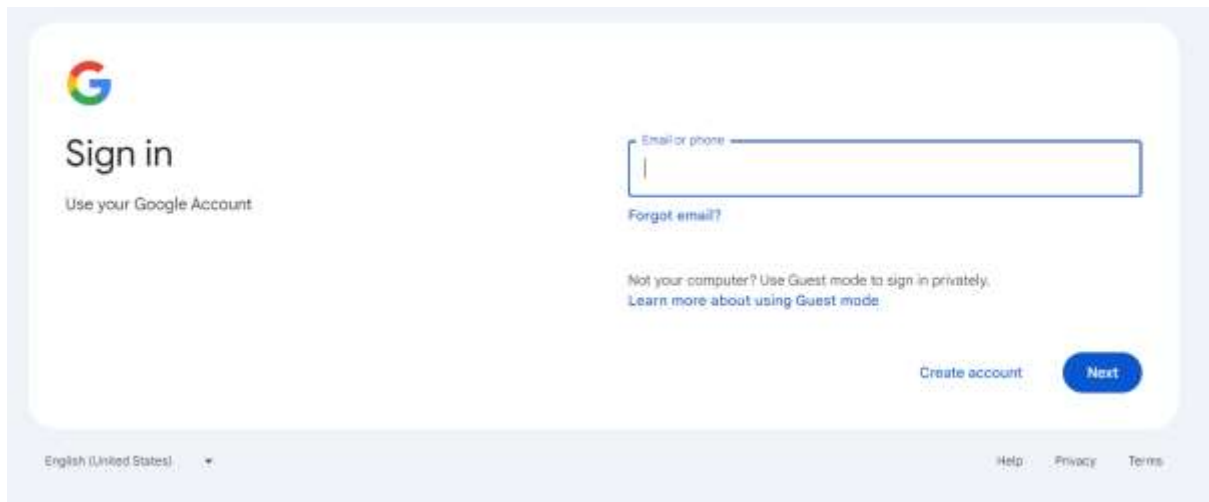 Sign in
Use your Google Account
Email or phone
Forgot email?
Not your computer? Use Guest mode to sign in privately.
Learn more about using Guest mode
Create account
Next
English (United States)
Help Privacy Terms